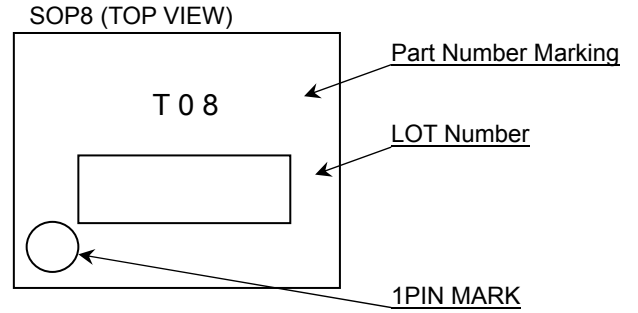 SOP8 (TOP VIEW)
Part Number Marking
T 0 8
LOT Number
1PIN MARK